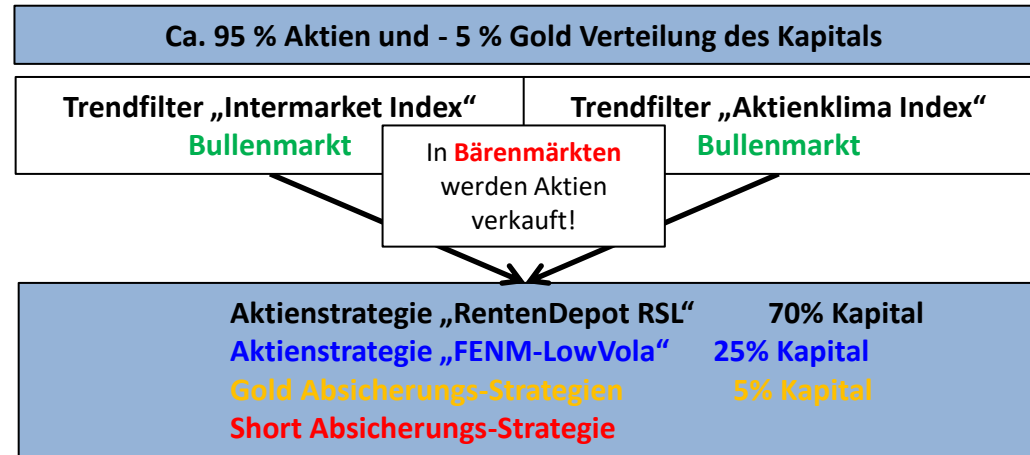 Ca. 95 % Aktien und - 5 % Gold Verteilung des Kapitals
Trendfilter „Intermarket Index“
Bullenmarkt
Trendfilter „Aktienklima Index“
Bullenmarkt
In Bärenmärkten
werden Aktien
verkauft!
Aktienstrategie „RentenDepot RSL“ 70% Kapital
Aktienstrategie „FENM-LowVola“ 25% Kapital
Gold Absicherungs-Strategien 5% Kapital
Short Absicherungs-Strategie